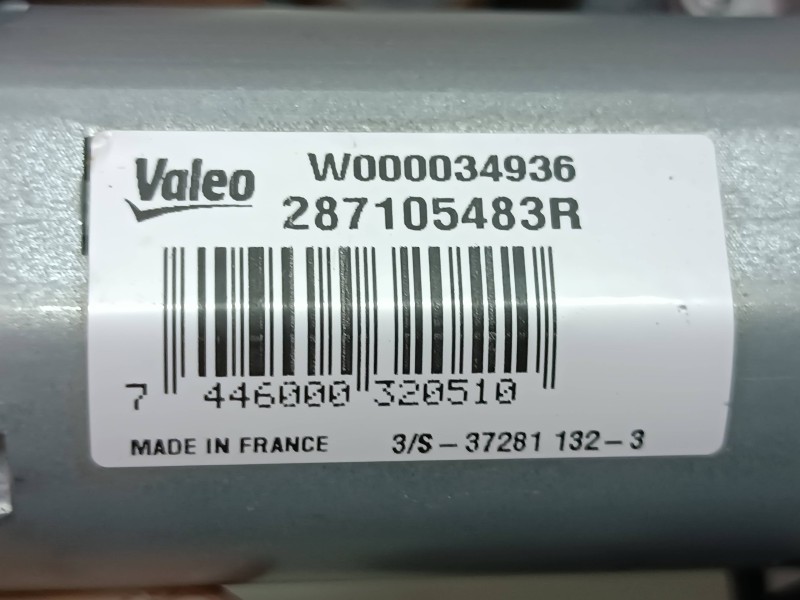 Valeo W000034936
287105483R
7 446000 320510
MADE IN FRANCE 3/S-37281 132-3